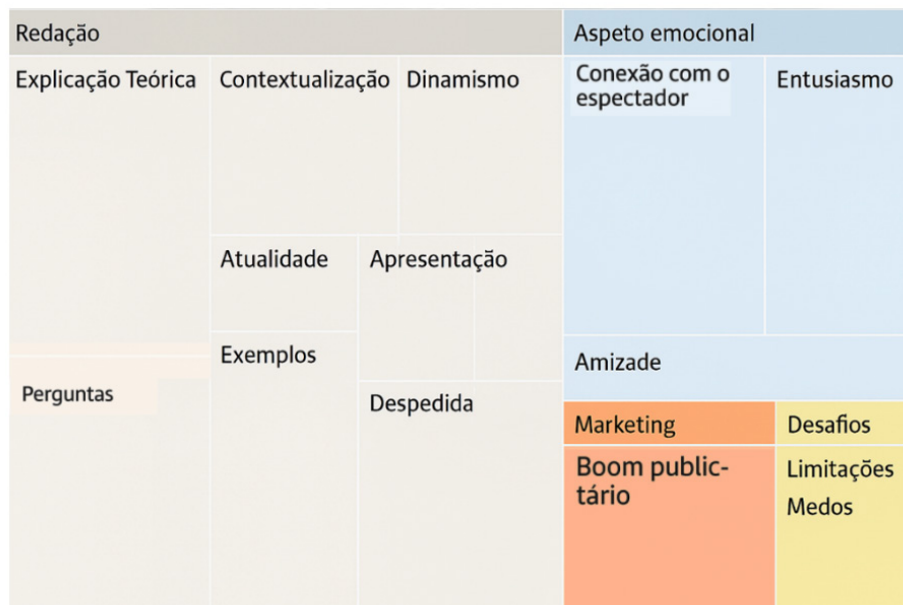 Redação
Aspeto emocional
Explicação Teórica
Contextualização
Dinamismo
Conexão com o
espectador
Entusiasmo
Atualidade
Apresentação
Exemplos
Amizade
Perguntas
Despedida
Marketing
Desafios
Boom public-
tário
Limitações
Medos